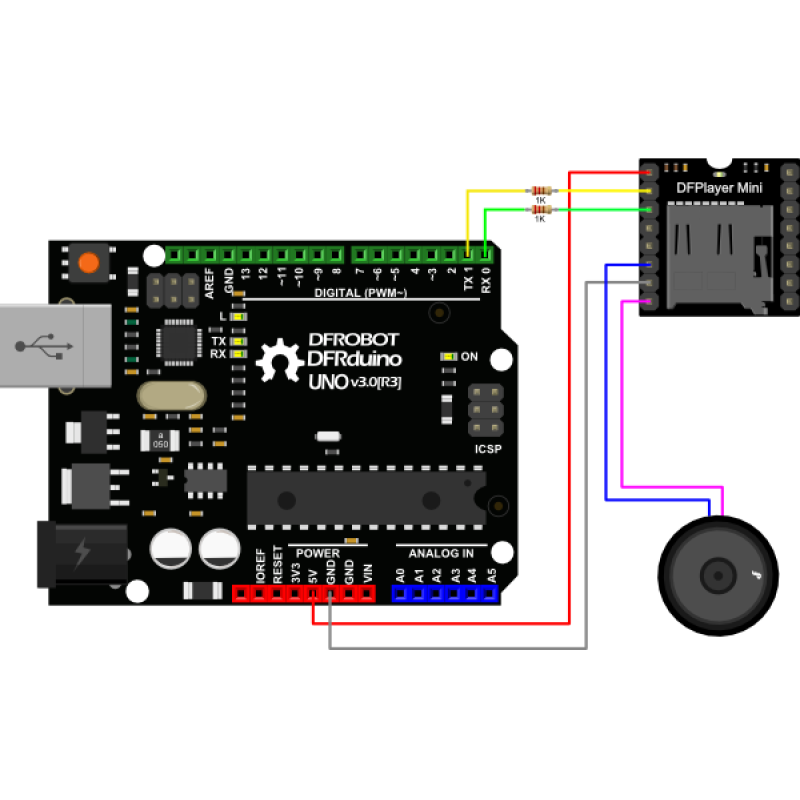 DFPlayer Mini
1K
1K
AREF
GND
13
12
~11
~10
~9
8
7
~6
~5
4
~3
2
TX 1
RX 0
DIGITAL (PWM~)
L
TX
RX
DFROBOT
DFRduino
UNO v3.0[R3]
ON
ICSP
a
050
POWER
ANALOG IN
IOREF
RESET
3V3
5V
GND
GND
VIN
A0
A1
A2
A3
A4
A5